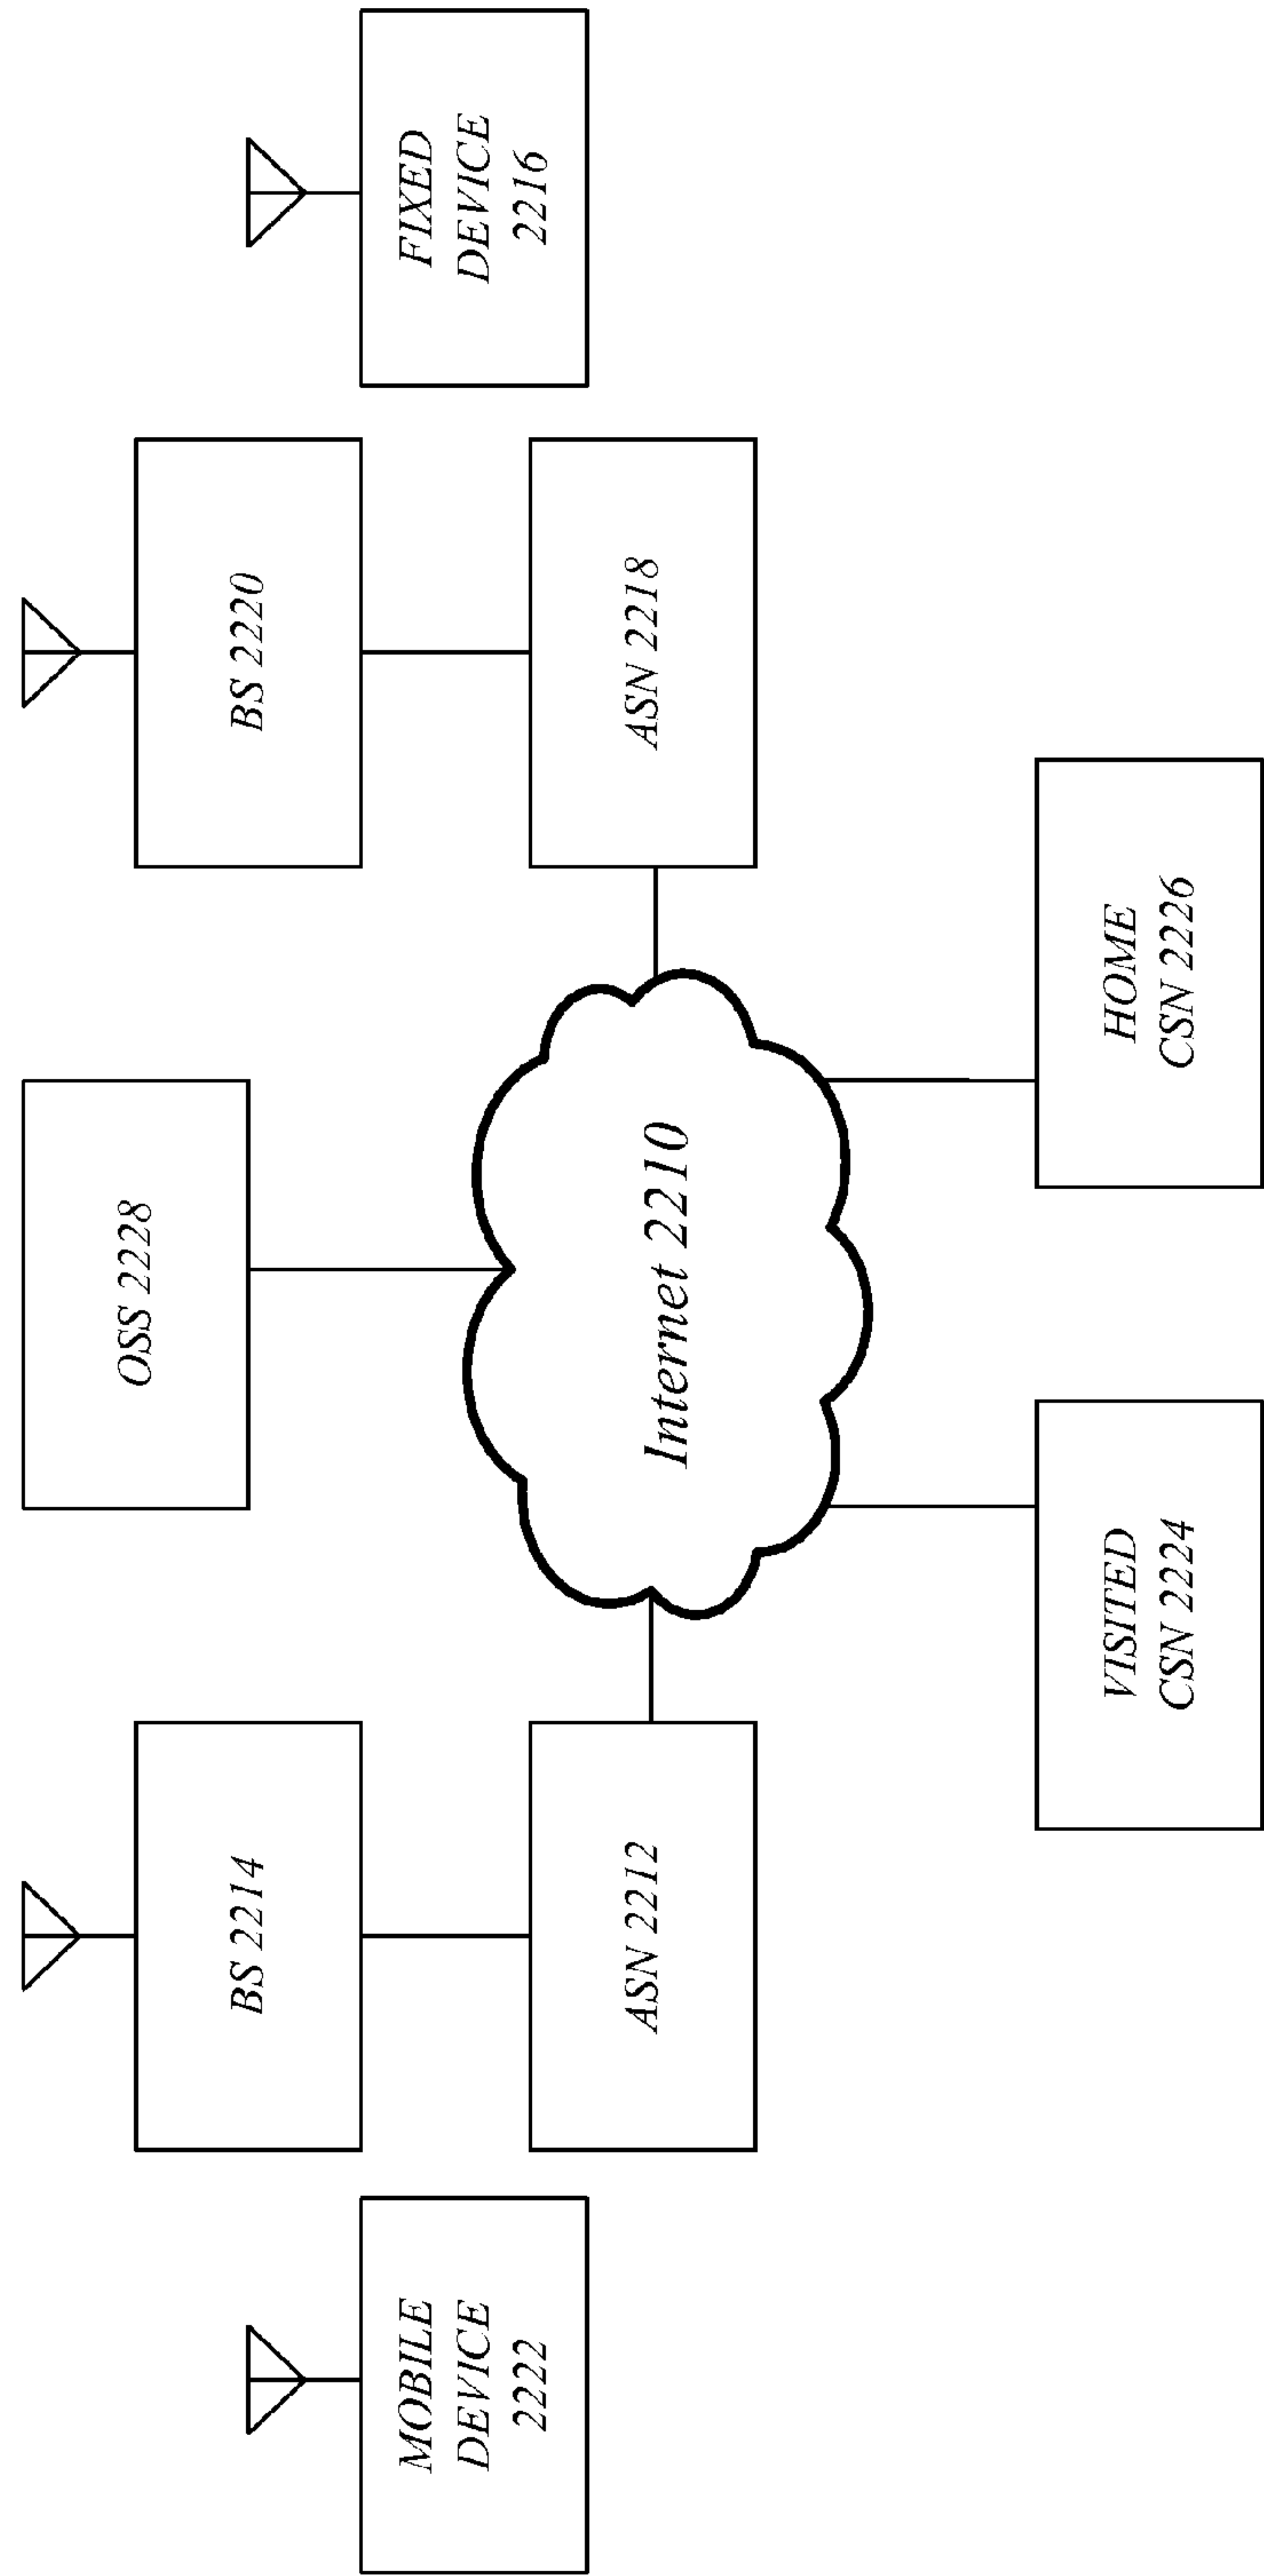 OSS 2228
BS 2214
BS 2220
MOBILE
DEVICE
2222
FIXED
DEVICE
2216
ASN 2212
Internet 2210
ASN 2218
VISITED
CSN 2224
HOME
CSN 2226